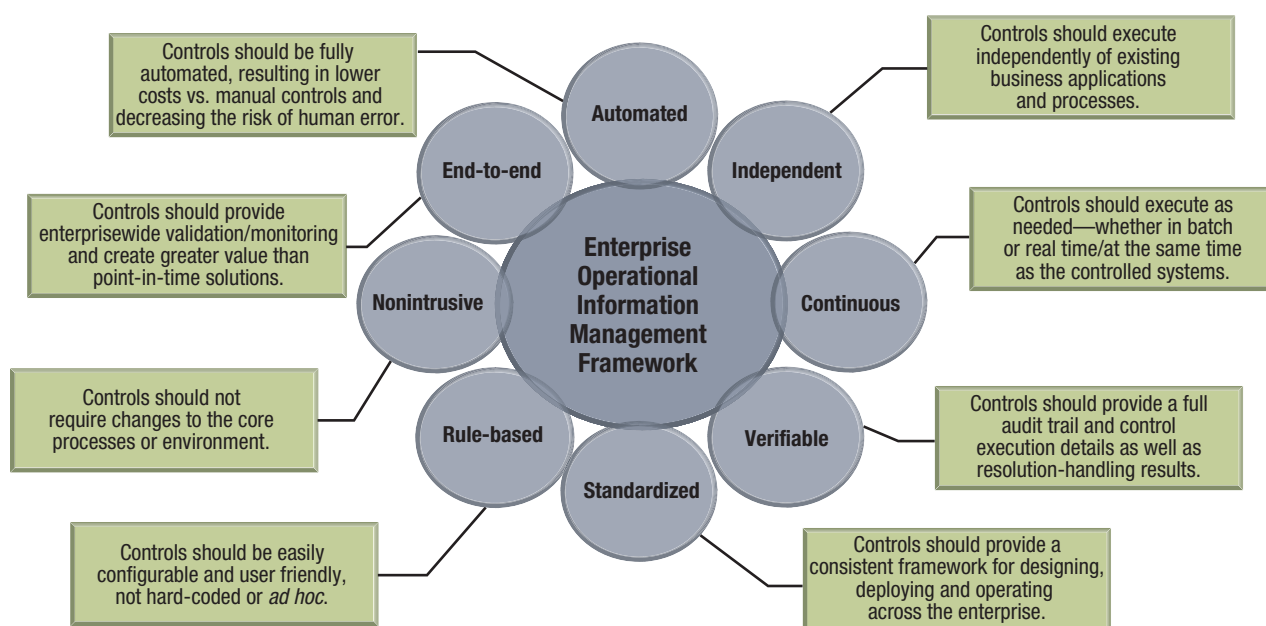 Controls should be fully
automated, resulting in lower
costs vs. manual controls and
decreasing the risk of human error.
Automated
Controls should execute
independently of existing
business applications
and processes.
End-to-end
Independent
Controls should provide
enterprisewide validation/monitoring
and create greater value than
point-in-time solutions.
Controls should execute as
needed—whether in batch
or real time/at the same time
as the controlled systems.
Enterprise
Operational
Information
Management
Framework
Nonintrusive
Continuous
Controls should not
require changes to the core
processes or environment.
Controls should provide a full
audit trail and control
execution details as well as
resolution-handling results.
Rule-based
Verifiable
Standardized
Controls should be easily
configurable and user friendly,
not hard-coded or ad hoc.
Controls should provide a
consistent framework for designing,
deploying and operating
across the enterprise.